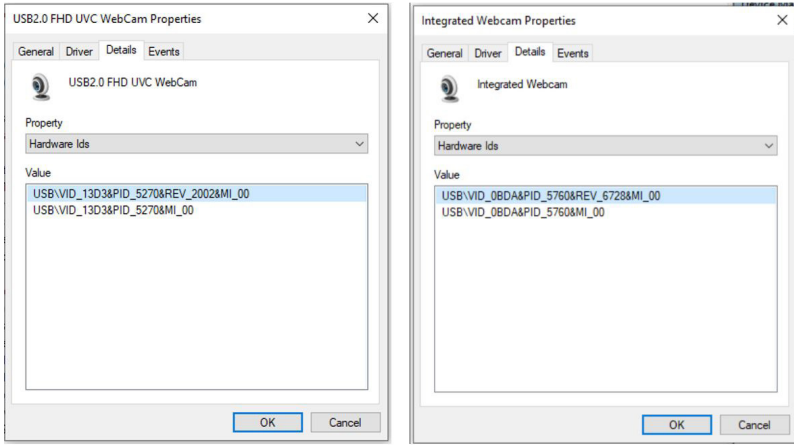 USB2.0 FHD UVC WebCam Properties
General Driver Details Events
USB2.0 FHD UVC WebCam
Property
Hardware Ids
Value
USB\VID_13D3&PID_5270&REV_2002&MI_00
USB\VID_13D3&PID_5270&MI_00
OK Cancel
Integrated Webcam Properties
General Driver Details Events
Integrated Webcam
Property
Hardware Ids
Value
USB\VID_0BDA&PID_5760&REV_6728&MI_00
USB\VID_0BDA&PID_5760&MI_00
OK Cancel